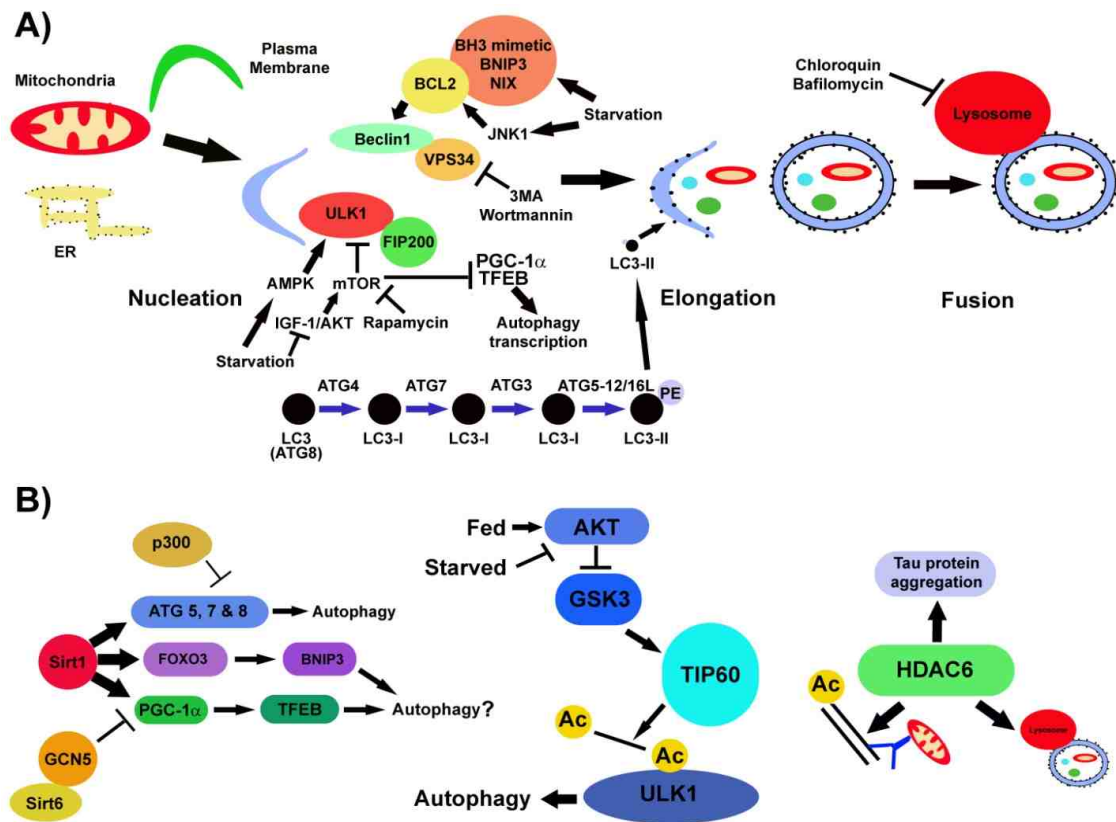 A)
Mitochondria
Plasma
Membrane
ER
BH3 mimetic
BNIP3
NIX
BCL2
Beclin1
VPS34
JNK1
Starvation
3MA
Wortmannin
ULK1
FIP200
AMPK
mTOR
IGF-1/AKT
Starvation
Rapamycin
PGC-1α
TFEB
Autophagy
transcription
Nucleation
LC3-II
Elongation
Chloroquin
Bafilomycin
Lysosome
Fusion
ATG4
ATG7
ATG3
ATG5-12/16L
PE
LC3
(ATG8)
LC3-I
LC3-I
LC3-I
LC3-II
B)
p300
ATG 5, 7 & 8
Autophagy
Sirt1
FOXO3
BNIP3
PGC-1α
TFEB
Autophagy?
GCN5
Sirt6
Fed
Starved
AKT
GSK3
TIP60
Ac
Ac
ULK1
Autophagy
Tau protein
aggregation
HDAC6
Ac
Lysosome